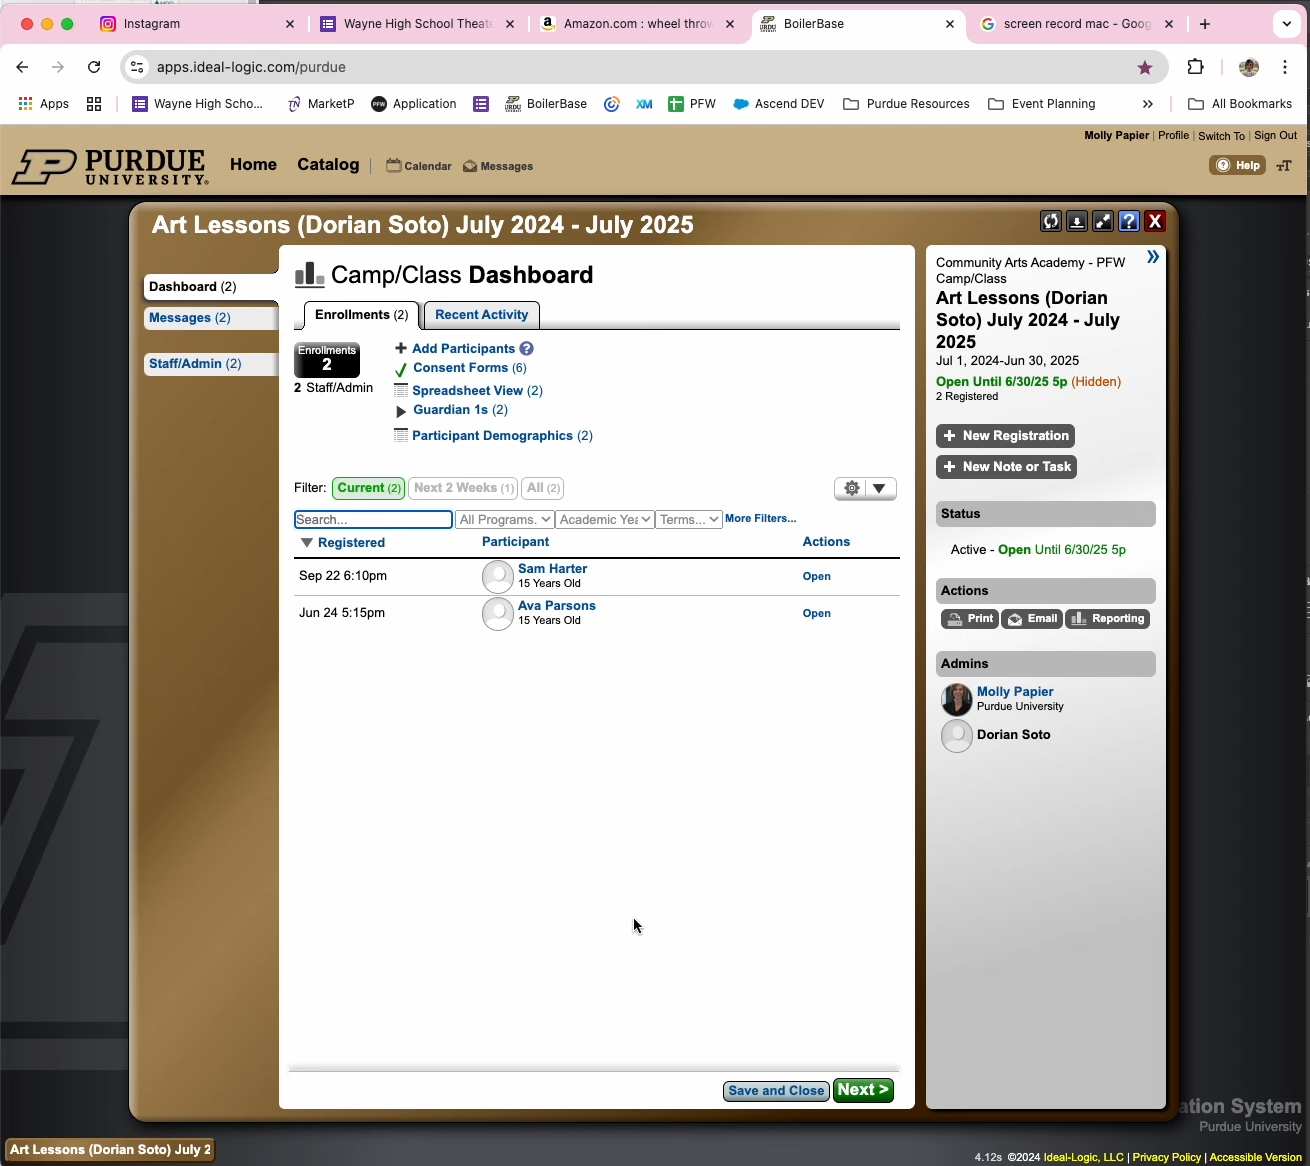 Instagram
Wayne High School Theat
Amazon.com : wheel throw
BoilerBase
screen record mac - Goog
apps.ideal-logic.com/purdue
Apps
Wayne High Scho...
MarketP
PFW
Application
BoilerBase
XM
PFW
Ascend DEV
Purdue Resources
Event Planning
»
All Bookmarks
Molly Papier | Profile | Switch To | Sign Out
PURDUE
UNIVERSITY.
Home
Catalog
Calendar
Messages
Help
TT
Art Lessons (Dorian Soto) July 2024 - July 2025
Dashboard (2)
Messages (2)
Staff/Admin (2)
Camp/Class Dashboard
Enrollments (2)
Recent Activity
Enrollments
2
2 Staff/Admin
Add Participants ?
Consent Forms (6)
Spreadsheet View (2)
Guardian 1s (2)
Participant Demographics (2)
Filter: Current (2) Next 2 Weeks (1) All (2)
Search... All Programs. Academic Yea Terms... More Filters...
Registered Participant Actions
Sep 22 6:10pm Sam Harter Open
15 Years Old
Jun 24 5:15pm Ava Parsons Open
15 Years Old
Save and Close
Next >
Community Arts Academy - PFW
Camp/Class
Art Lessons (Dorian
Soto) July 2024 - July
2025
Jul 1, 2024-Jun 30, 2025
Open Until 6/30/25 5p (Hidden)
2 Registered
+ New Registration
+ New Note or Task
Status
Active - Open Until 6/30/25 5p
Actions
Print Email Reporting
Admins
Molly Papier
Purdue University
Dorian Soto
ation System
Purdue University
Art Lessons (Dorian Soto) July 2
4.12s ©2024 Ideal-Logic, LLC | Privacy Policy | Accessible Version